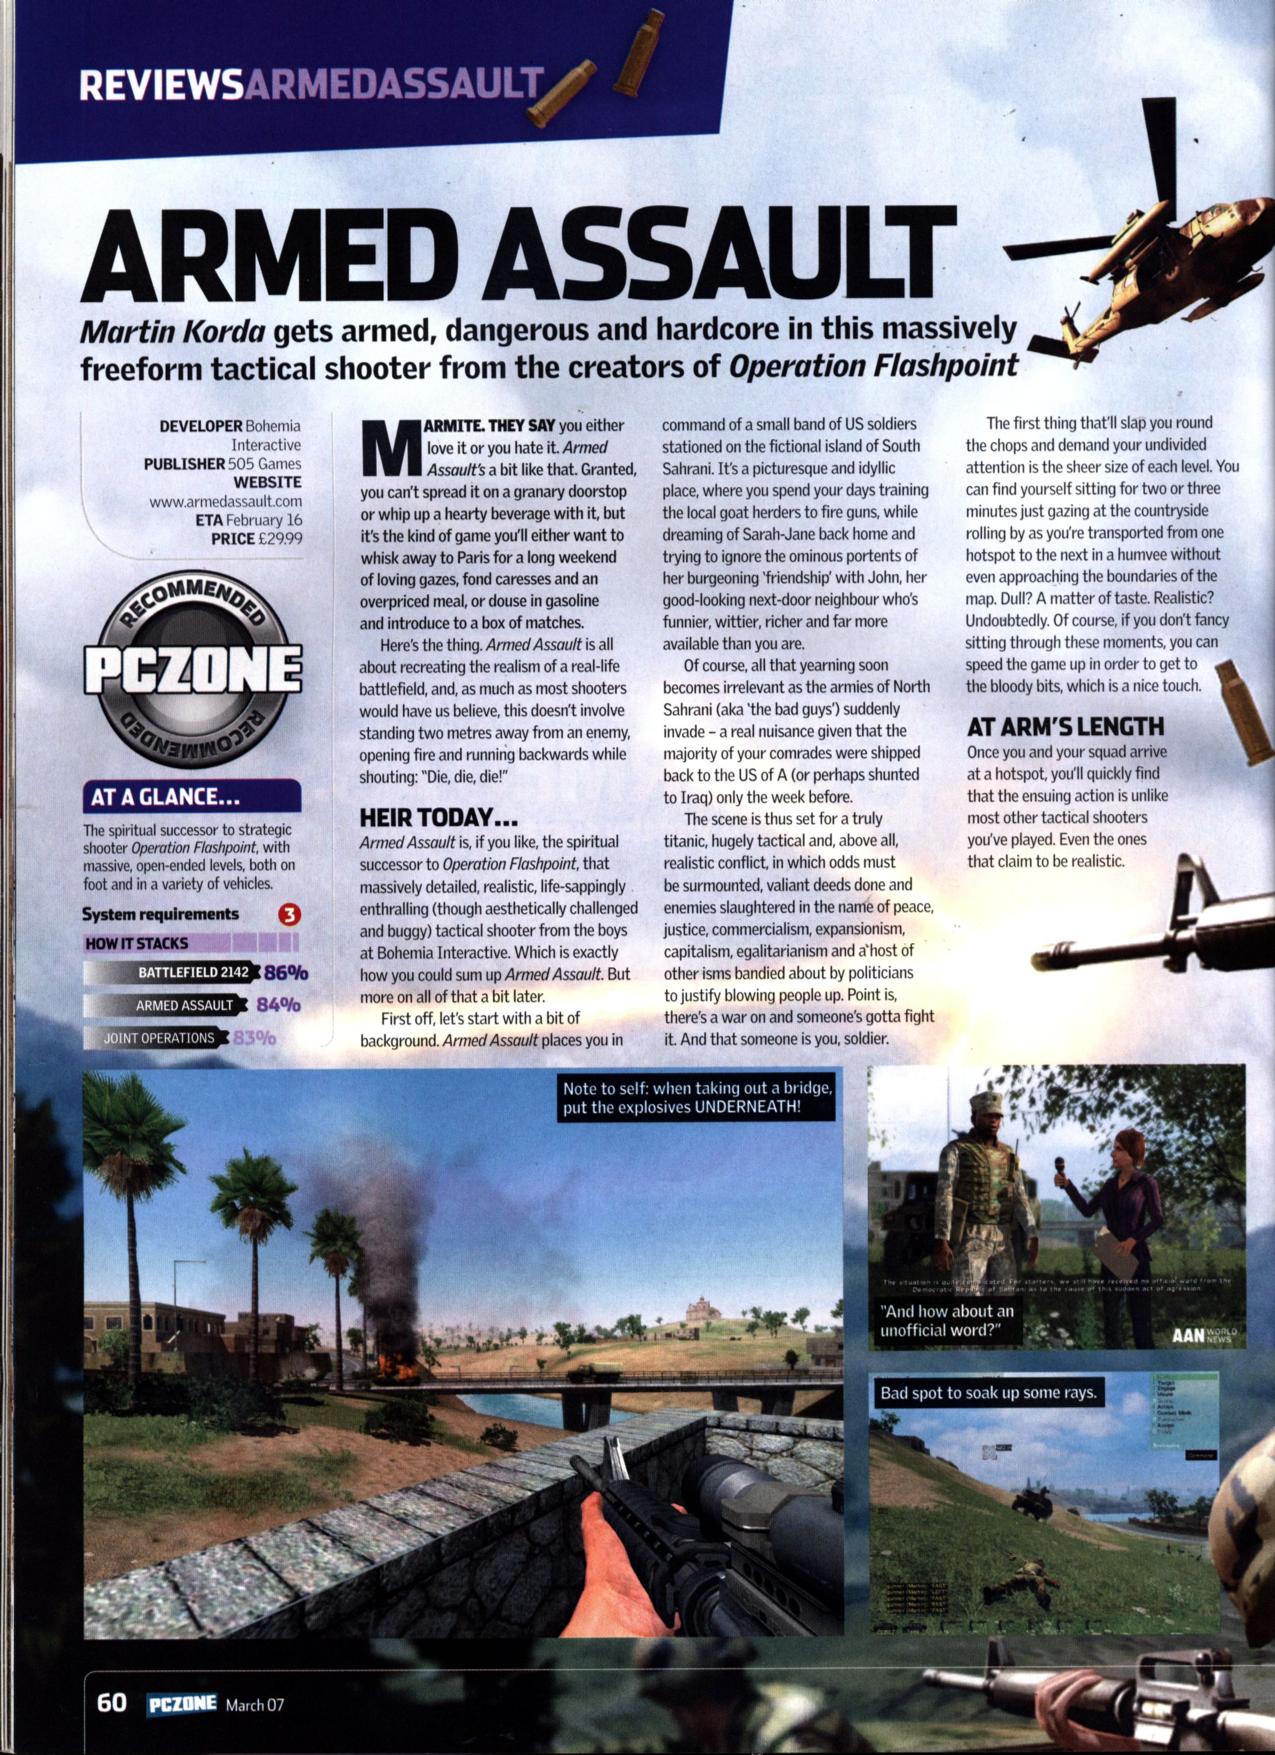 REVIEWSARMEDASSAULT
ARMED ASSAULT
Martin Korda gets armed, dangerous and hardcore in this massively
freeform tactical shooter from the creators of Operation Flashpoint
DEVELOPER Bohemia
Interactive
PUBLISHER 505 Games
WEBSITE
www.armedassault.com
ETA February 16
PRICE £29.99
RECOMMENDED
PCZONE
RECOMMENDED
AT A GLANCE...
The spiritual successor to strategic
shooter Operation Flashpoint, with
massive, open-ended levels, both on
foot and in a variety of vehicles.
System requirements 3
HOW IT STACKS
BATTLEFIELD 2142 86%
ARMED ASSAULT 84%
JOINT OPERATIONS 83%
MARMITE. THEY SAY you either
love it or you hate it. Armed
Assault's a bit like that. Granted,
you can't spread it on a granary doorstop
or whip up a hearty beverage with it, but
it's the kind of game you'll either want to
whisk away to Paris for a long weekend
of loving gazes, fond caresses and an
overpriced meal, or douse in gasoline
and introduce to a box of matches.
Here's the thing. Armed Assault is all
about recreating the realism of a real-life
battlefield, and, as much as most shooters
would have us believe, this doesn't involve
standing two metres away from an enemy,
opening fire and running backwards while
shouting: "Die, die, die!"
HEIR TODAY...
Armed Assault is, if you like, the spiritual
successor to Operation Flashpoint, that
massively detailed, realistic, life-sappingly
enthralling (though aesthetically challenged
and buggy) tactical shooter from the boys
at Bohemia Interactive. Which is exactly
how you could sum up Armed Assault. But
more on all of that a bit later.
First off, let's start with a bit of
background. Armed Assault places you in
command of a small band of US soldiers
stationed on the fictional island of South
Sahrani. It's a picturesque and idyllic
place, where you spend your days training
the local goat herders to fire guns, while
dreaming of Sarah-Jane back home and
trying to ignore the ominous portents of
her burgeoning 'friendship' with John, her
good-looking next-door neighbour who's
funnier, wittier, richer and far more
available than you are.
Of course, all that yearning soon
becomes irrelevant as the armies of North
Sahrani (aka 'the bad guys') suddenly
invade – a real nuisance given that the
majority of your comrades were shipped
back to the US of A (or perhaps shunted
to Iraq) only the week before.
The scene is thus set for a truly
titanic, hugely tactical and, above all,
realistic conflict, in which odds must
be surmounted, valiant deeds done and
enemies slaughtered in the name of peace,
justice, commercialism, expansionism,
capitalism, egalitarianism and a host of
other isms bandied about by politicians
to justify blowing people up. Point is,
there's a war on and someone's gotta fight
it. And that someone is you, soldier.
The first thing that'll slap you round
the chops and demand your undivided
attention is the sheer size of each level. You
can find yourself sitting for two or three
minutes just gazing at the countryside
rolling by as you're transported from one
hotspot to the next in a humvee without
even approaching the boundaries of the
map. Dull? A matter of taste. Realistic?
Undoubtedly. Of course, if you don't fancy
sitting through these moments, you can
speed the game up in order to get to
the bloody bits, which is a nice touch.
AT ARM'S LENGTH
Once you and your squad arrive
at a hotspot, you'll quickly find
that the ensuing action is unlike
most other tactical shooters
you've played. Even the ones
that claim to be realistic.
Note to self: when taking out a bridge,
put the explosives UNDERNEATH!
The situation is quite complicated. For starters, we still have received no official word from the
Democratic Republic of Sahrani as to the cause of this sudden act of agression.
"And how about an
unofficial word?"
AAN WORLD
NEWS
Bad spot to soak up some rays.
60 PCZONE March 07